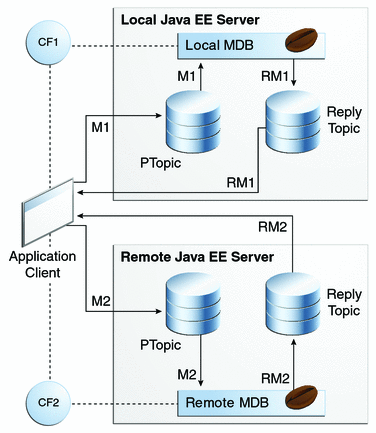 Local Java EE Server
CF1
Local MDB
M1
RM1
M1
PTopic
Reply
Topic
RM1
Application
Client
RM2
Remote Java EE Server
M2
PTopic
Reply
Topic
M2
RM2
CF2
Remote MDB